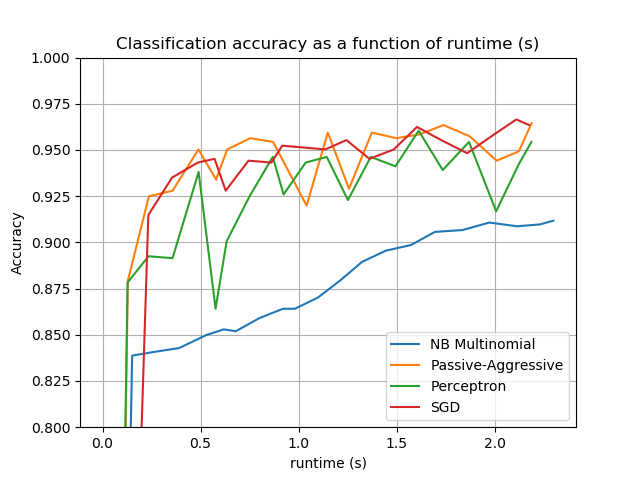 Classification accuracy as a function of runtime (s)
1.000
0.975
0.950
0.925
0.900
0.875
0.850
0.825
0.800
Accuracy
NB Multinomial
Passive-Aggressive
Perceptron
SGD
0.0 0.5 1.0 1.5 2.0
runtime (s)